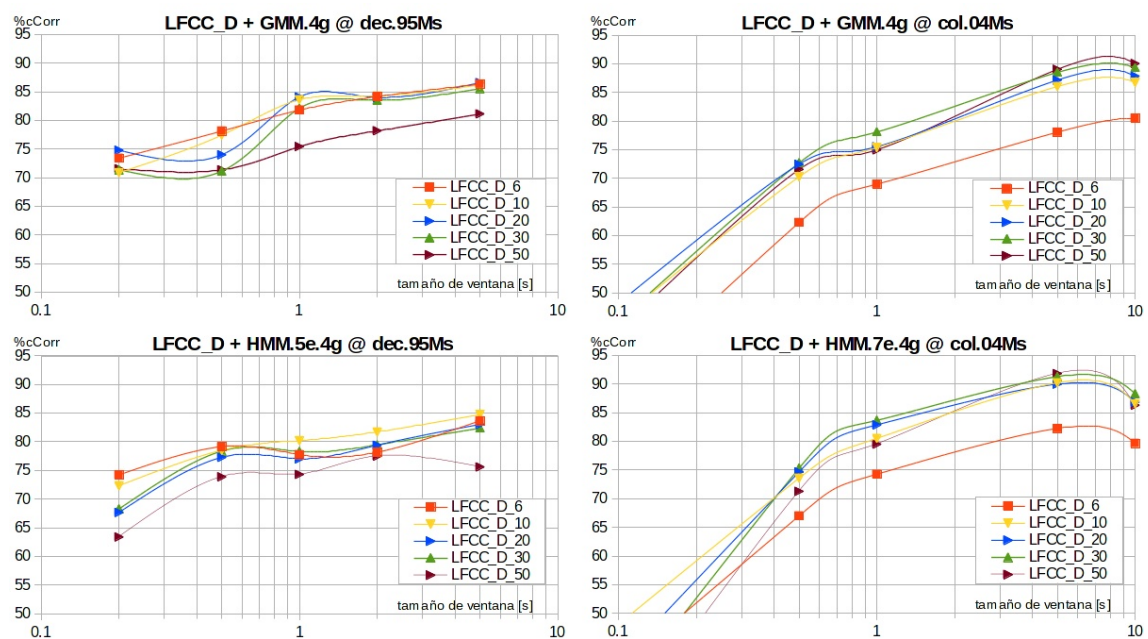 LFCC_D + GMM.4g @ dec.95Ms
%cCorr
95
90
85
80
75
70
65
60
55
50
LFCC_D_6
LFCC_D_10
LFCC_D_20
LFCC_D_30
LFCC_D_50
tamaño de ventana [s]
0.1
1
10
LFCC_D + GMM.4g @ col.04Ms
%cCorr
95
90
85
80
75
70
65
60
55
50
LFCC_D_6
LFCC_D_10
LFCC_D_20
LFCC_D_30
LFCC_D_50
tamaño de ventana [s]
0.1
1
10
LFCC_D + HMM.5e.4g @ dec.95Ms
%cCorr
95
90
85
80
75
70
65
60
55
50
LFCC_D_6
LFCC_D_10
LFCC_D_20
LFCC_D_30
LFCC_D_50
tamaño de ventana [s]
0.1
1
10
LFCC_D + HMM.7e.4g @ col.04Ms
%cCorr
95
90
85
80
75
70
65
60
55
50
LFCC_D_6
LFCC_D_10
LFCC_D_20
LFCC_D_30
LFCC_D_50
tamaño de ventana [s]
0.1
1
10